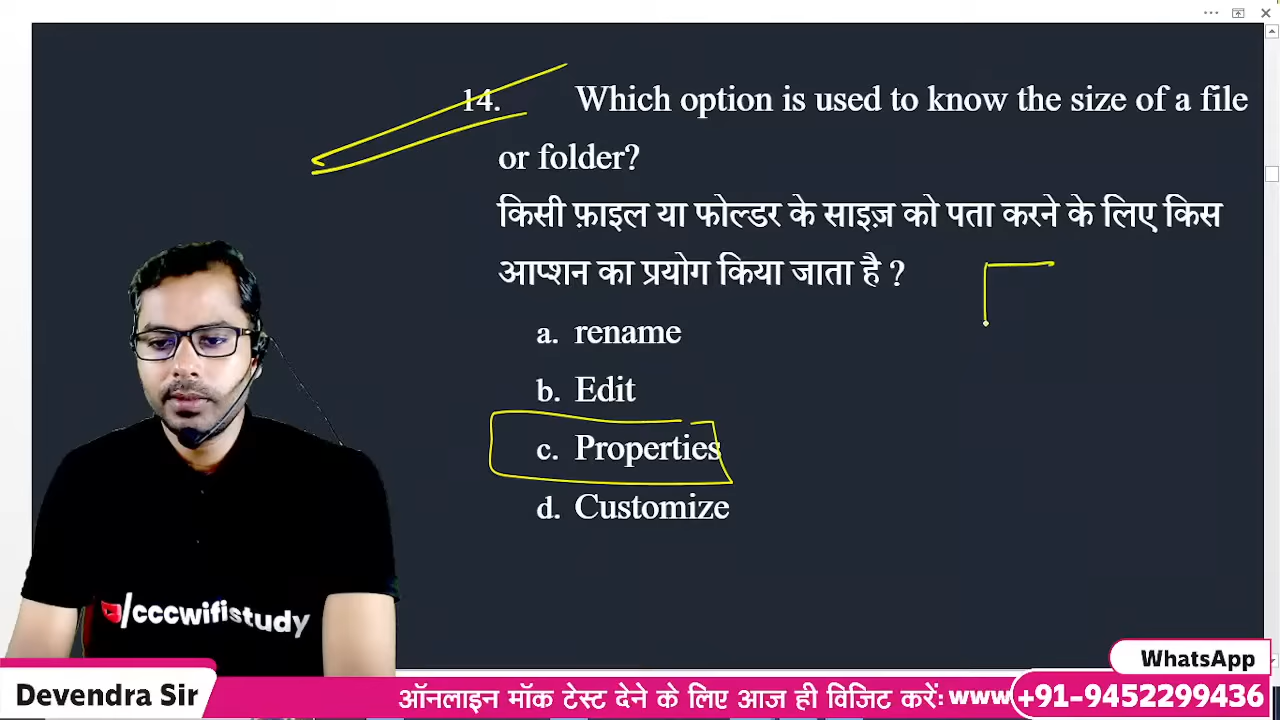 14. Which option is used to know the size of a file
or folder?
किसी फ़ाइल या फोल्डर के साइज़ को पता करने के लिए किस
आप्शन का प्रयोग किया जाता है ?
a. rename
b. Edit
c. Properties
d. Customize
/cccwifistudy
WhatsApp
Devendra Sir
ऑनलाइन मॉक टेस्ट देने के लिए आज ही विजिट करें: www
+91-9452299436